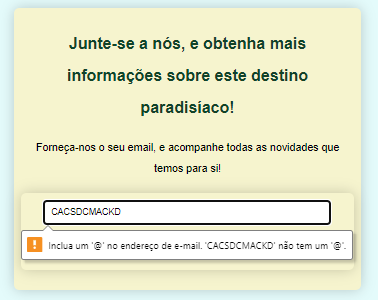 Junte-se a nós, e obtenha mais
informações sobre este destino
paradisíaco!
Forneça-nos o seu email, e acompanhe todas as novidades que
temos para si!
CACSDCMACKD
Inclua um '@' no endereço de e-mail. 'CACSDCMACKD' não tem um '@'.